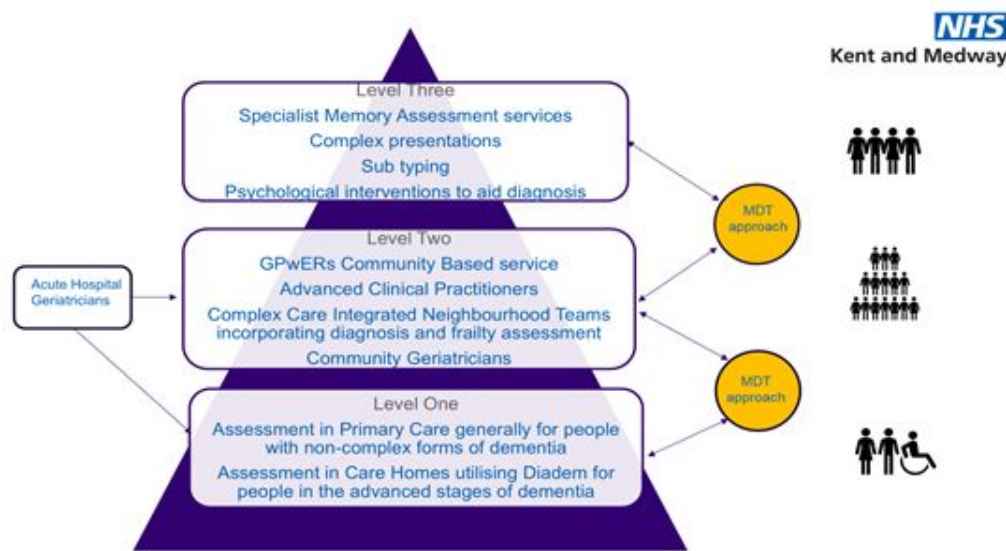 NHS
Kent and Medway
Level Three
Specialist Memory Assessment services
Complex presentations
Sub typing
Psychological interventions to aid diagnosis
MDT
approach
Level Two
GPwERs Community Based service
Advanced Clinical Practitioners
Complex Care Integrated Neighbourhood Teams
incorporating diagnosis and frailty assessment
Community Geriatricians
Acute Hospital
Geriatricians
MDT
approach
Level One
Assessment in Primary Care generally for people
with non-complex forms of dementia
Assessment in Care Homes utilising Diadem for
people in the advanced stages of dementia